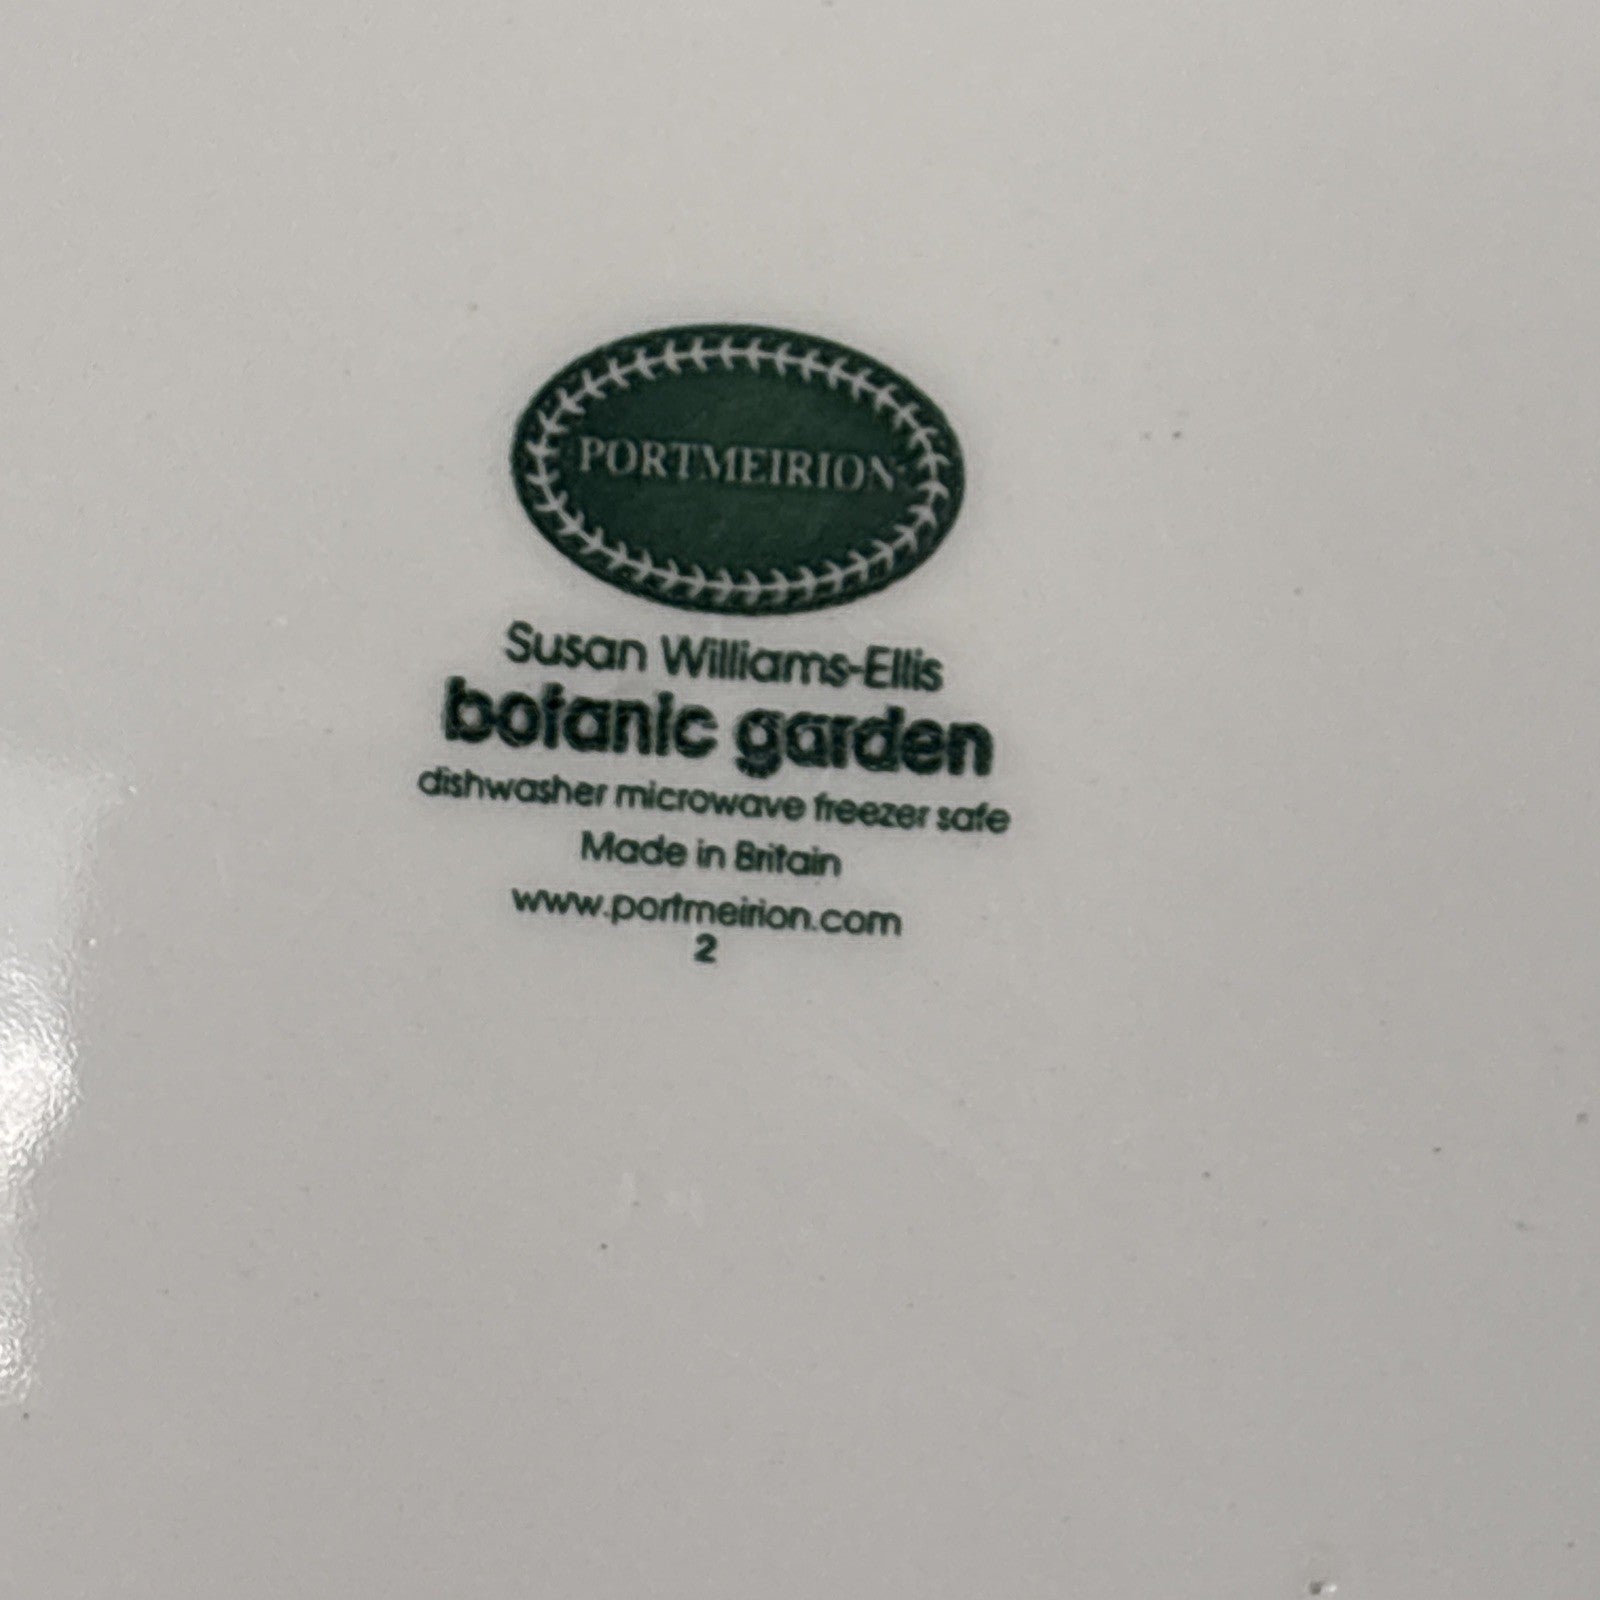 PORTMEIRION
Susan Williams-Ellis
botanic garden
dishwasher microwave freezer safe
Made in Britain
www.portmeirion.com
2